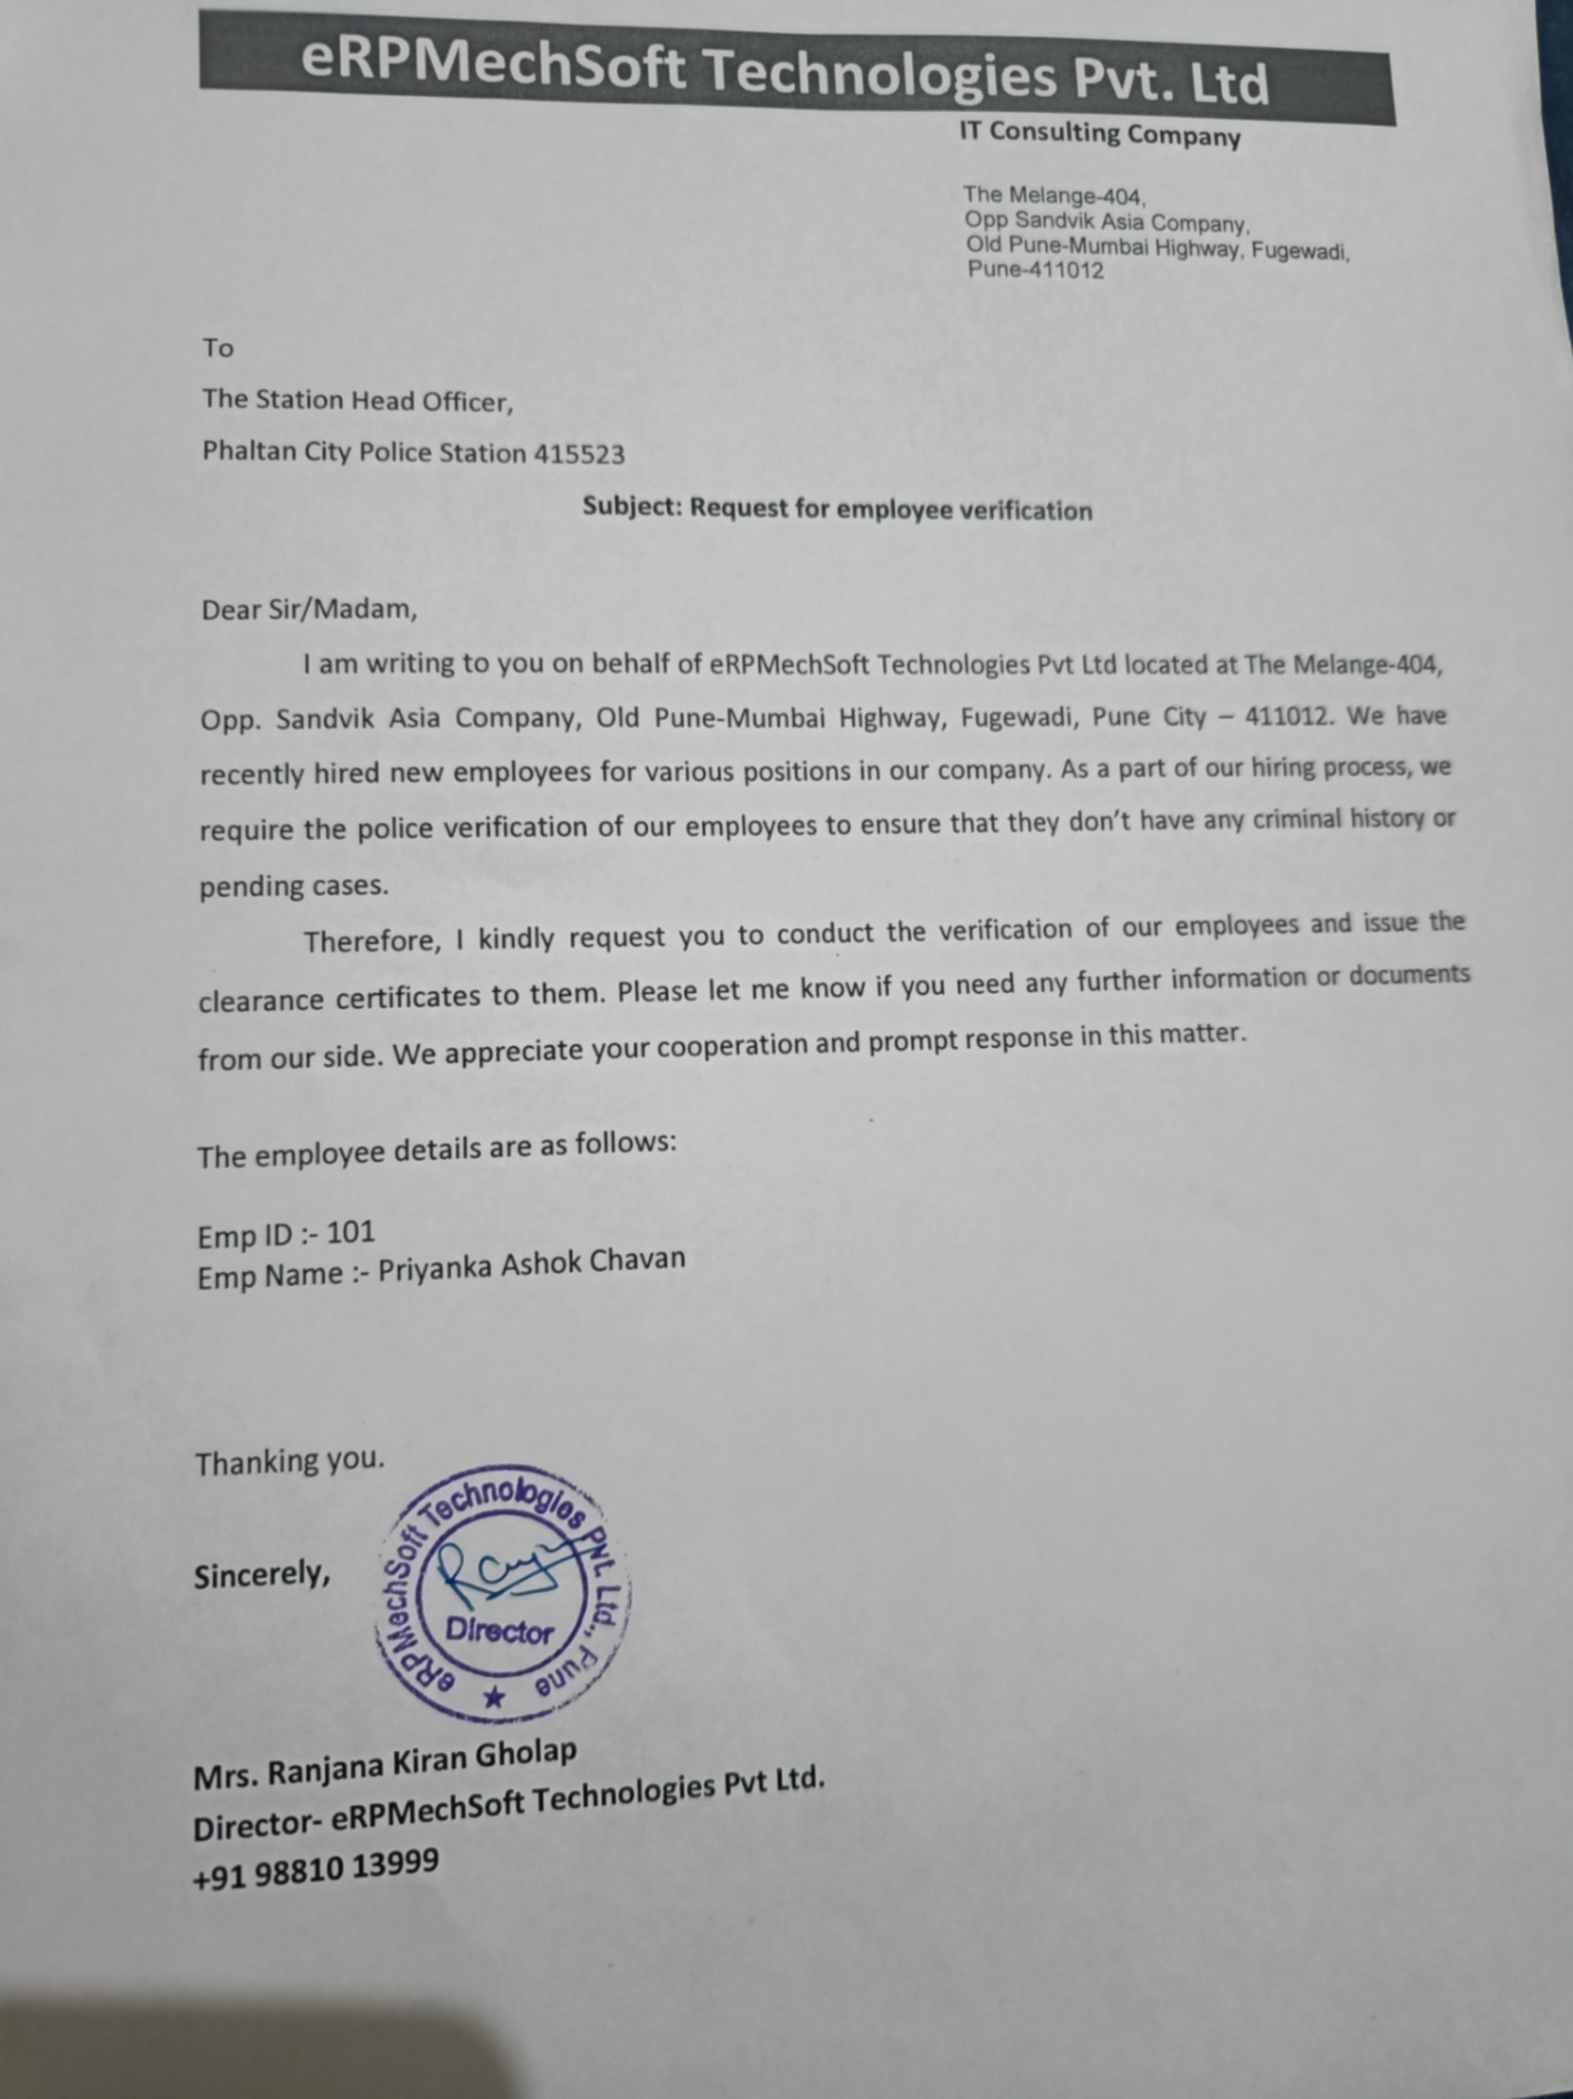 eRPMechSoft Technologies Pvt. Ltd
IT Consulting Company
The Melange-404,
Opp Sandvik Asia Company,
Old Pune-Mumbai Highway, Fugewadi,
Pune-411012
To
The Station Head Officer,
Phaltan City Police Station 415523
Subject: Request for employee verification
Dear Sir/Madam,
I am writing to you on behalf of eRPMechSoft Technologies Pvt Ltd located at The Melange-404,
Opp. Sandvik Asia Company, Old Pune-Mumbai Highway, Fugewadi, Pune City – 411012. We have
recently hired new employees for various positions in our company. As a part of our hiring process, we
require the police verification of our employees to ensure that they don't have any criminal history or
pending cases.
Therefore, I kindly request you to conduct the verification of our employees and issue the
clearance certificates to them. Please let me know if you need any further information or documents
from our side. We appreciate your cooperation and prompt response in this matter.
The employee details are as follows:
Emp ID :- 101
Emp Name :- Priyanka Ashok Chavan
Thanking you.
Sincerely,
eRPMechSoft Technologies Pvt. Ltd., Pune
Director
Mrs. Ranjana Kiran Gholap
Director- eRPMechSoft Technologies Pvt Ltd.
+91 98810 13999